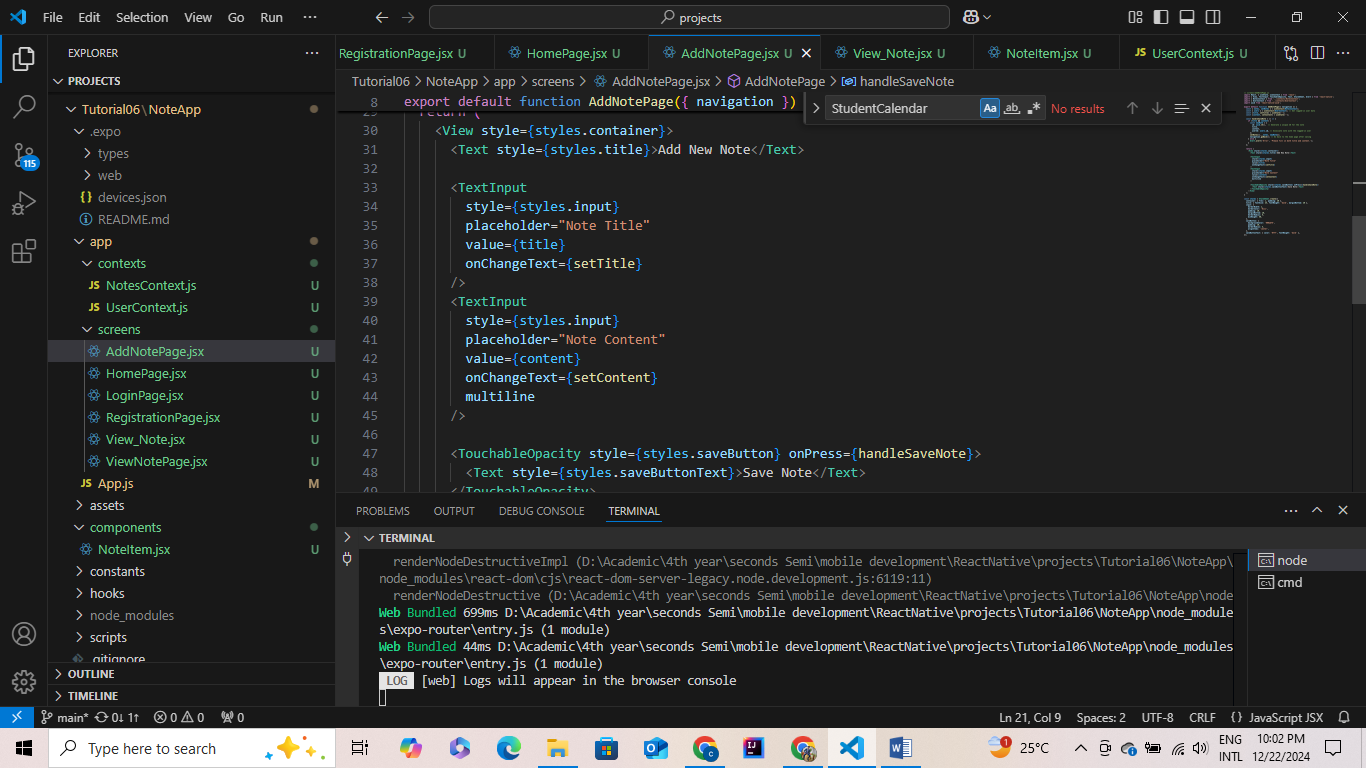 File Edit Selection View Go Run ··· projects
EXPLORER ···
PROJECTS
Tutorial06\NoteApp
.expo
types
web
devices.json
README.md
app
contexts
NotesContext.js U
UserContext.js U
screens
AddNotePage.jsx U
HomePage.jsx U
LoginPage.jsx U
RegistrationPage.jsx U
View_Note.jsx U
ViewNotePage.jsx U
App.js M
assets
components
NoteItem.jsx U
constants
hooks
node_modules
scripts
.gitignore
OUTLINE
TIMELINE
115
RegistrationPage.jsx U HomePage.jsx U AddNotePage.jsx U View_Note.jsx U NoteItem.jsx U UserContext.js U
Tutorial06 > NoteApp > app > screens > AddNotePage.jsx > AddNotePage > handleSaveNote
StudentCalendar Aa ab .* No results
8 export default function AddNotePage({ navigation })
29 return (
30 <View style={styles.container}>
31 <Text style={styles.title}>Add New Note</Text>
32
33 <TextInput
34 style={styles.input}
35 placeholder="Note Title"
36 value={title}
37 onChangeText={setTitle}
38 />
39 <TextInput
40 style={styles.input}
41 placeholder="Note Content"
42 value={content}
43 onChangeText={setContent}
44 multiline
45 />
46
47 <TouchableOpacity style={styles.saveButton} onPress={handleSaveNote}>
48 <Text style={styles.saveButtonText}>Save Note</Text>
49 </TouchableOpacity>
PROBLEMS OUTPUT DEBUG CONSOLE TERMINAL
TERMINAL
renderNodeDestructiveImpl (D:\Academic\4th year\seconds Semi\mobile development\ReactNative\projects\Tutorial06\NoteApp\
node_modules\react-dom\cjs\react-dom-server-legacy.node.development.js:6119:11)
renderNodeDestructive (D:\Academic\4th year\seconds Semi\mobile development\ReactNative\projects\Tutorial06\NoteApp\node
Web Bundled 699ms D:\Academic\4th year\seconds Semi\mobile development\ReactNative\projects\Tutorial06\NoteApp\node_module
s\expo-router\entry.js (1 module)
Web Bundled 44ms D:\Academic\4th year\seconds Semi\mobile development\ReactNative\projects\Tutorial06\NoteApp\node_modules
\expo-router\entry.js (1 module)
LOG [web] Logs will appear in the browser console
node
cmd
main* 0↓ 1↑ 0 0 0 Ln 21, Col 9 Spaces: 2 UTF-8 CRLF {} JavaScript JSX
Type here to search 1 25°C ENG 10:02 PM
INTL 12/22/2024